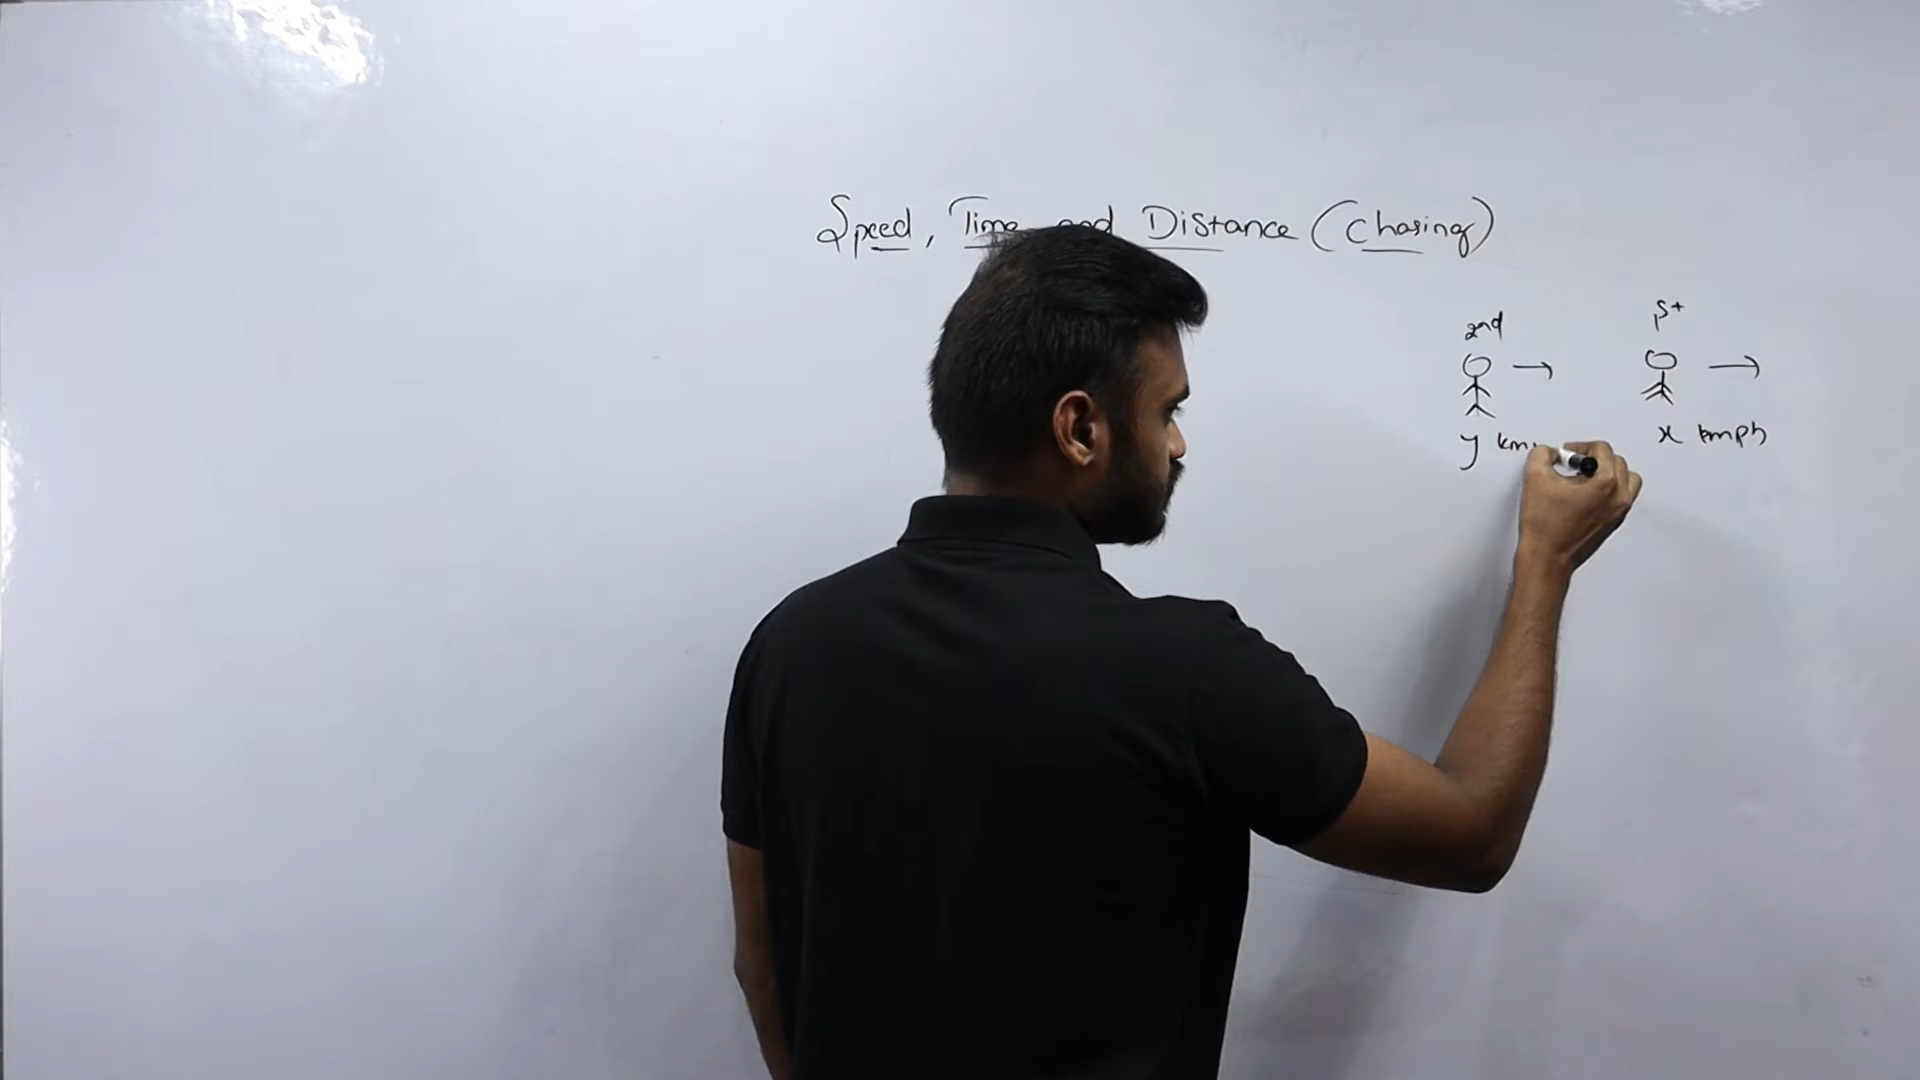 Speed, Time and Distance (Chasing)
2nd 1st
y km x kmph